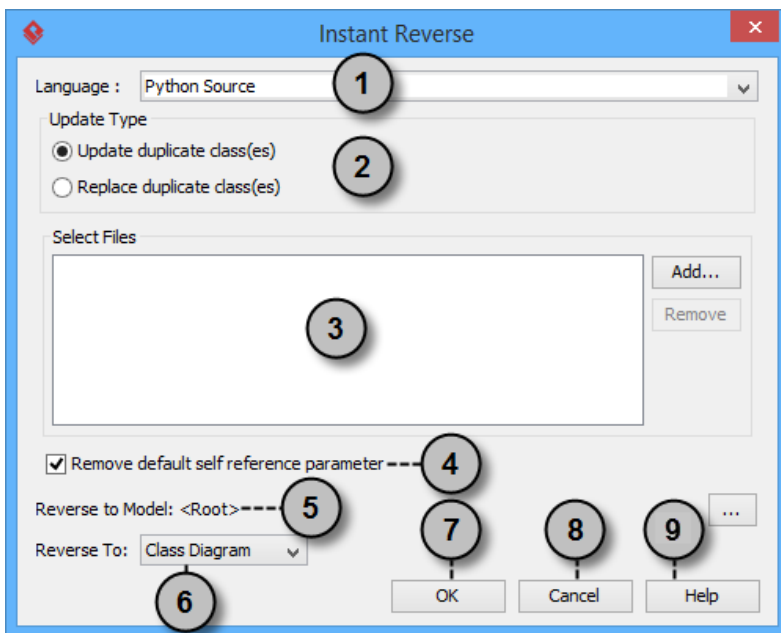 Instant Reverse
Language : Python Source
1
Update Type
Update duplicate class(es)
2
Replace duplicate class(es)
Select Files
Add...
3
Remove
Remove default self reference parameter
4
Reverse to Model: <Root>
5
...
7
8
9
Reverse To: Class Diagram
6
OK
Cancel
Help